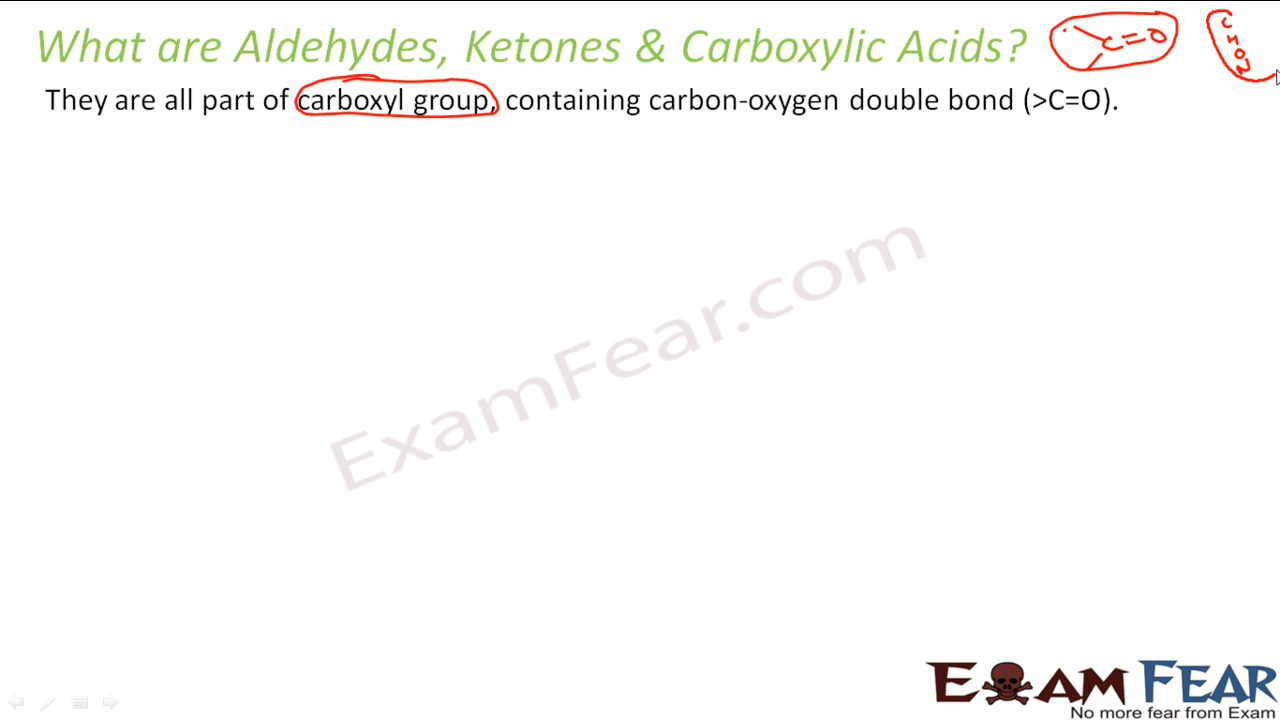 What are Aldehydes, Ketones & Carboxylic Acids?
C=O
They are all part of carboxyl group, containing carbon-oxygen double bond (>C=O).
ExamFear.com
EXAM FEAR
No more fear from Exam